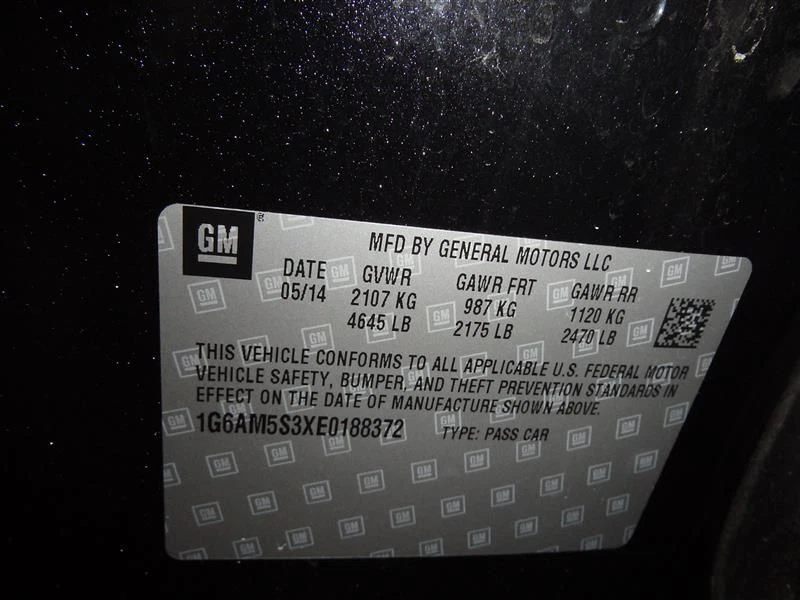 GM ®
MFD BY GENERAL MOTORS LLC
DATE GVWR GAWR FRT GAWR RR
05/14 2107 KG 987 KG 1120 KG
4645 LB 2175 LB 2470 LB
THIS VEHICLE CONFORMS TO ALL APPLICABLE U.S. FEDERAL MOTOR
VEHICLE SAFETY, BUMPER, AND THEFT PREVENTION STANDARDS IN
EFFECT ON THE DATE OF MANUFACTURE SHOWN ABOVE.
1G6AM5S3XE0188372 TYPE: PASS CAR